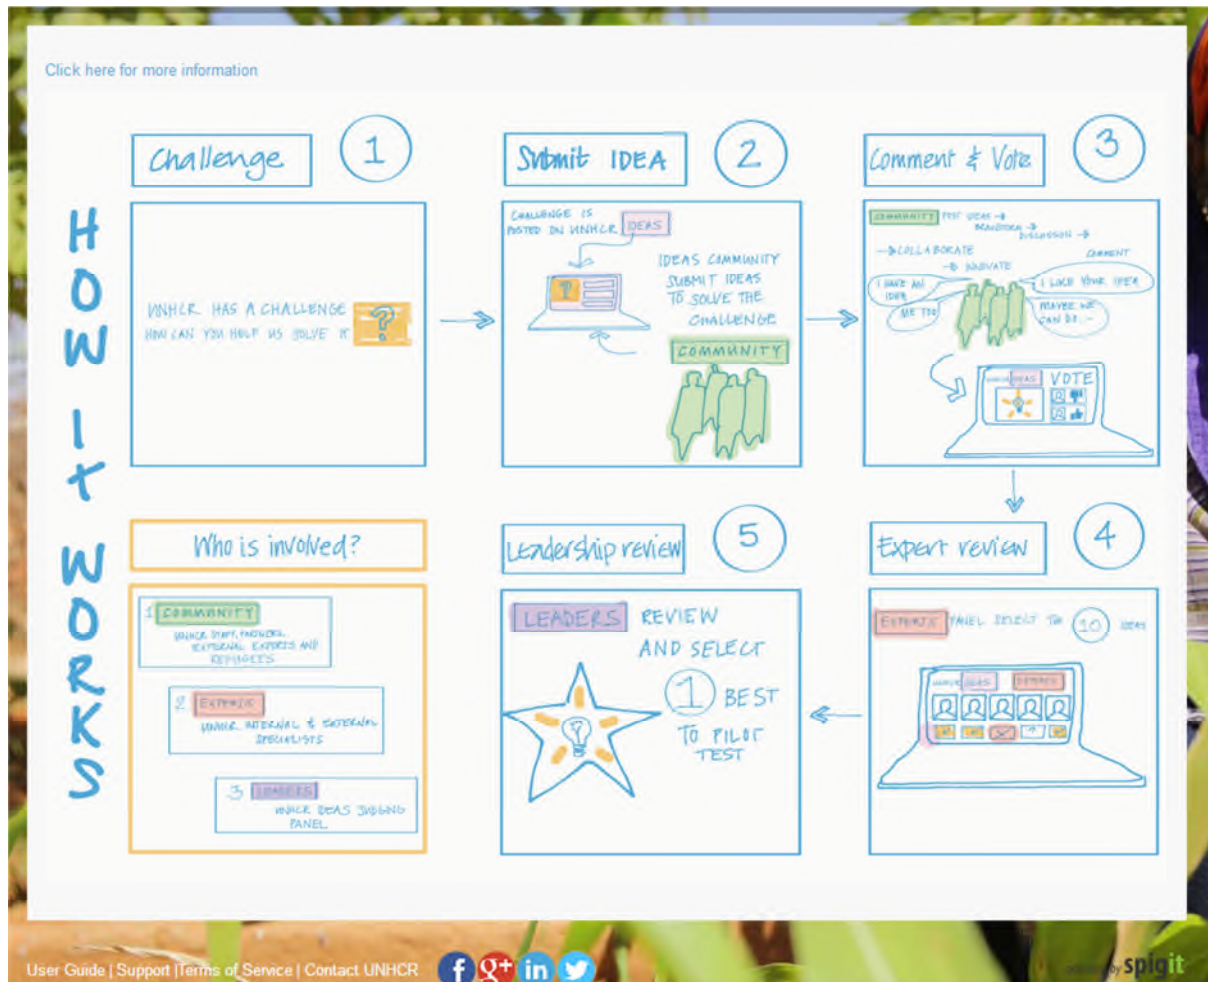 Click here for more information
HOW IT WORKS
Challenge 1
UNHCR HAS A CHALLENGE
HOW CAN YOU HELP US SOLVE IT ?
Submit IDEA 2
CHALLENGE IS
POSTED ON UNHCR IDEAS
?
IDEAS COMMUNITY
SUBMIT IDEAS
TO SOLVE THE
CHALLENGE
COMMUNITY
Comment & Vote 3
COMMUNITY POST IDEAS →
BRAINSTORM →
DISCUSSION →
COMMENT
→ COLLABORATE
→ INNOVATE
I HAVE AN
IDEA
ME TOO
I LIKE YOUR IDEA
MAYBE WE
CAN DO..
UNHCR IDEAS VOTE
Expert review 4
EXPERTS PANEL SELECT TO 10 IDEAS
UNHCR IDEAS EXPERTS
Leadership review 5
LEADERS REVIEW
AND SELECT
1 BEST
TO PILOT
TEST
Who is involved?
1 COMMUNITY
UNHCR STAFF, PARTNERS,
EXTERNAL EXPERTS AND
REFUGEES
2 EXPERTS
UNHCR INTERNAL & EXTERNAL
SPECIALISTS
3 LEADERS
UNHCR IDEAS JUDGING
PANEL
User Guide | Support |Terms of Service | Contact UNHCR
f g+ in
by spigit